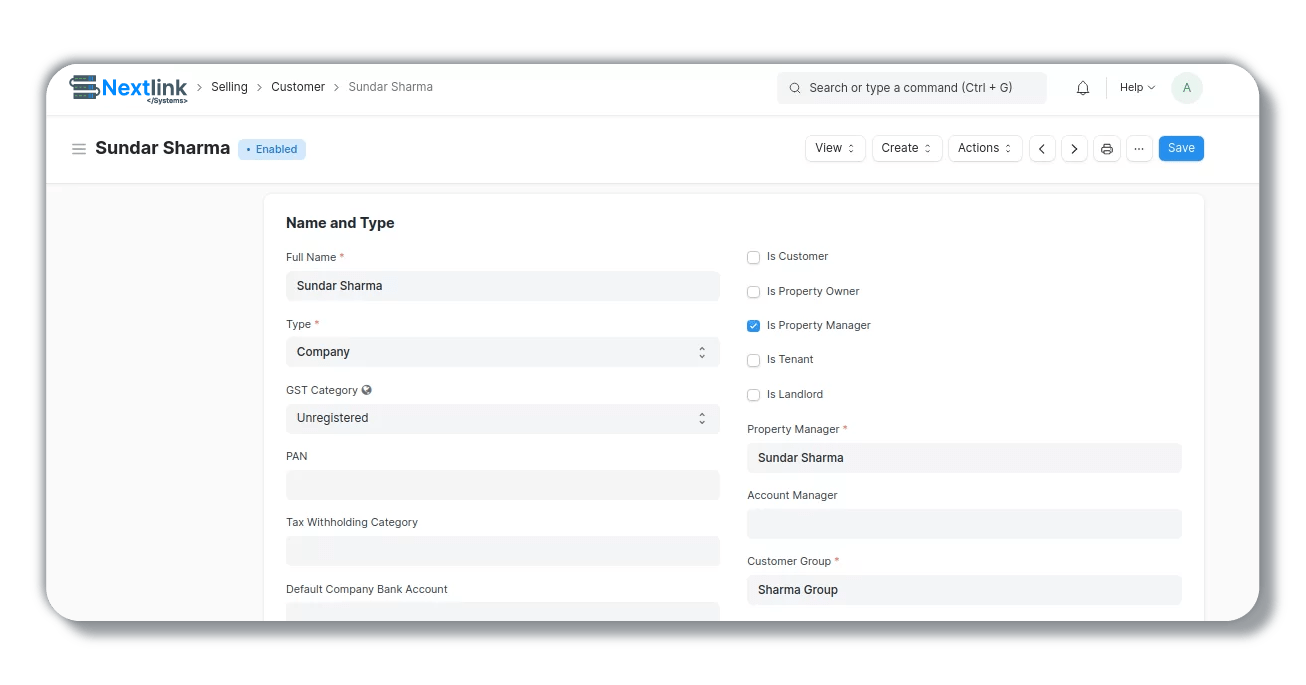 Nextlink
</Systems>
Selling
Customer
Sundar Sharma
Search or type a command (Ctrl + G)
Help
A
Sundar Sharma
• Enabled
View
Create
Actions
...
Save
Name and Type
Full Name *
Sundar Sharma
Type *
Company
GST Category
Unregistered
PAN
Tax Withholding Category
Default Company Bank Account
Is Customer
Is Property Owner
Is Property Manager
Is Tenant
Is Landlord
Property Manager *
Sundar Sharma
Account Manager
Customer Group *
Sharma Group